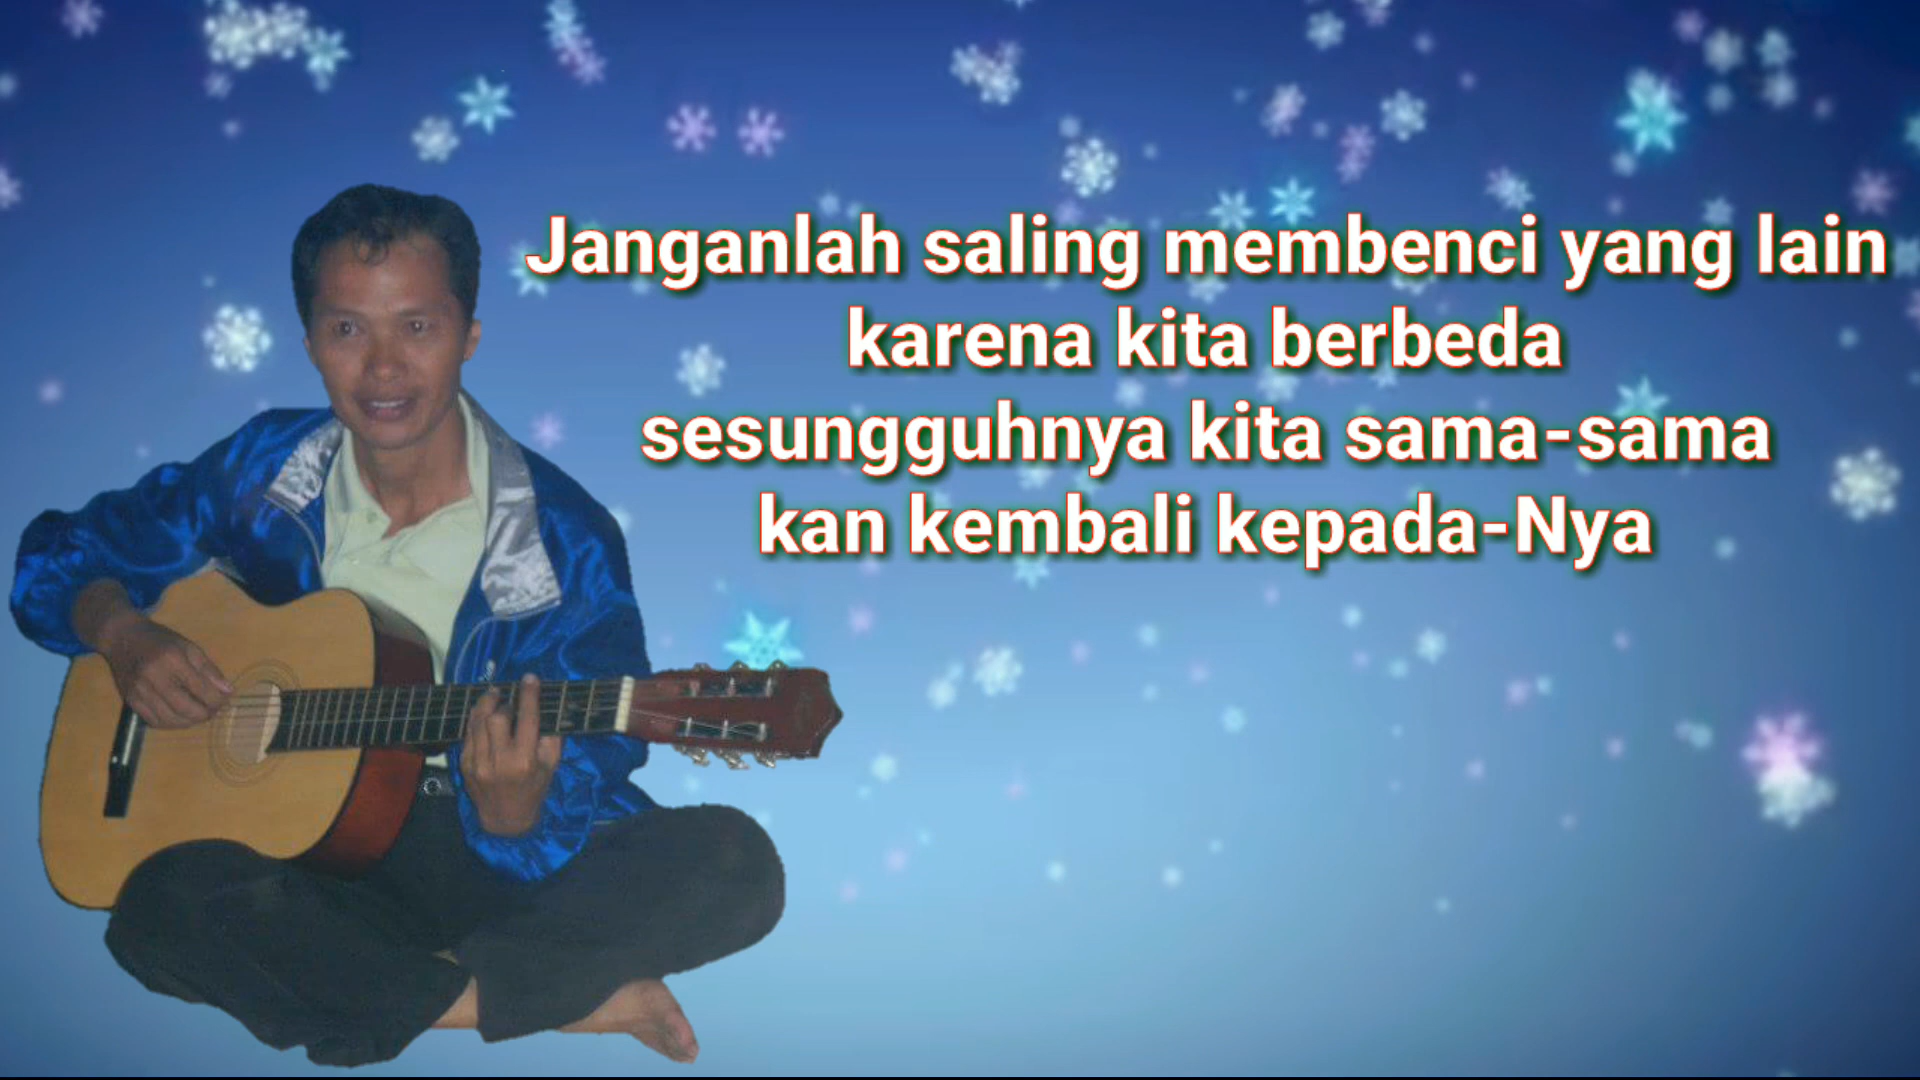 Janganlah saling membenci yang lain
karena kita berbeda
sesungguhnya kita sama-sama
kan kembali kepada-Nya